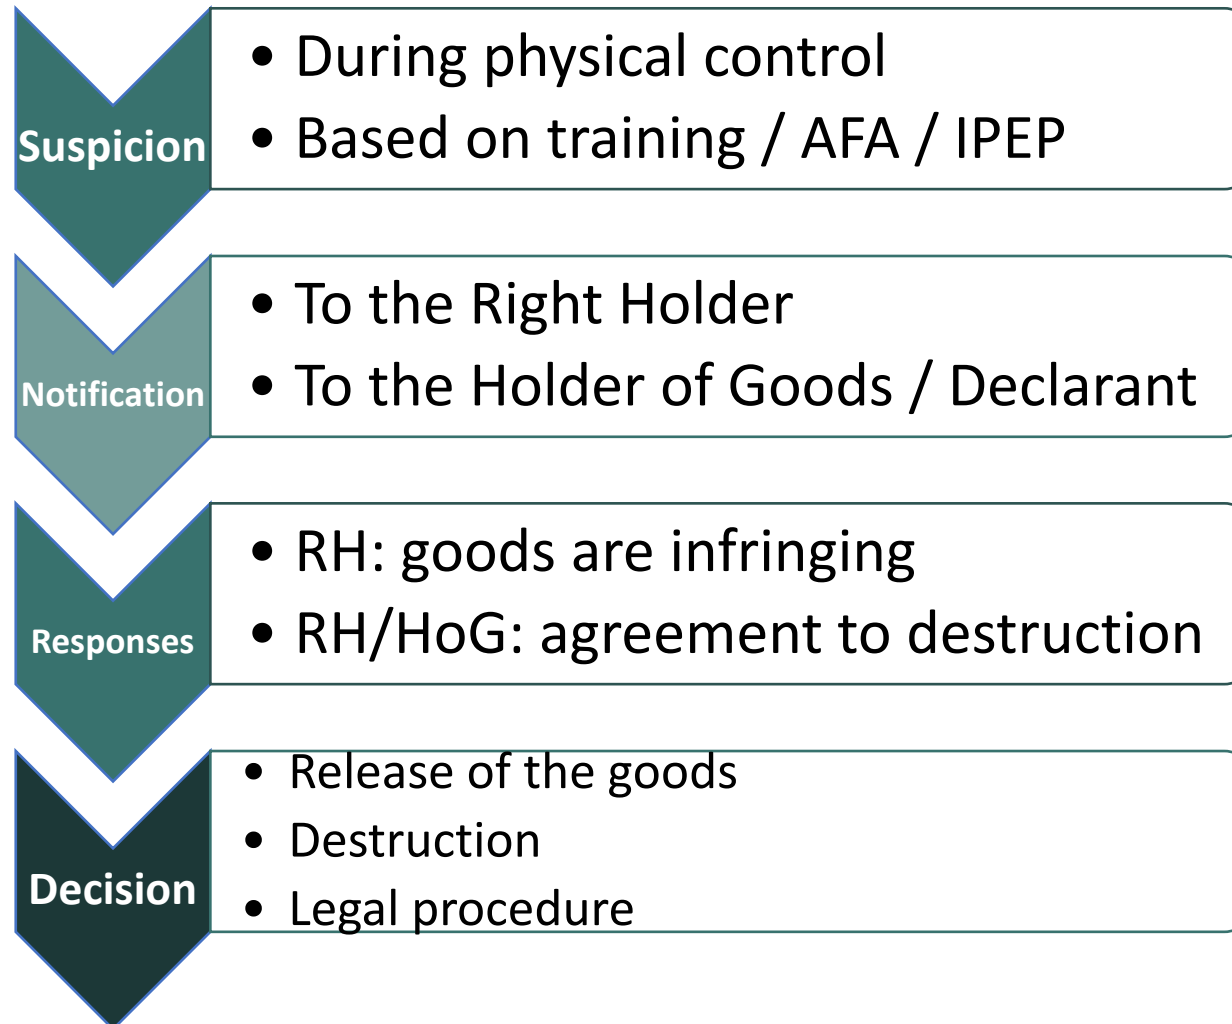 Suspicion
• During physical control
• Based on training / AFA / IPEP
Notification
• To the Right Holder
• To the Holder of Goods / Declarant
Responses
• RH: goods are infringing
• RH/HoG: agreement to destruction
Decision
• Release of the goods
• Destruction
• Legal procedure